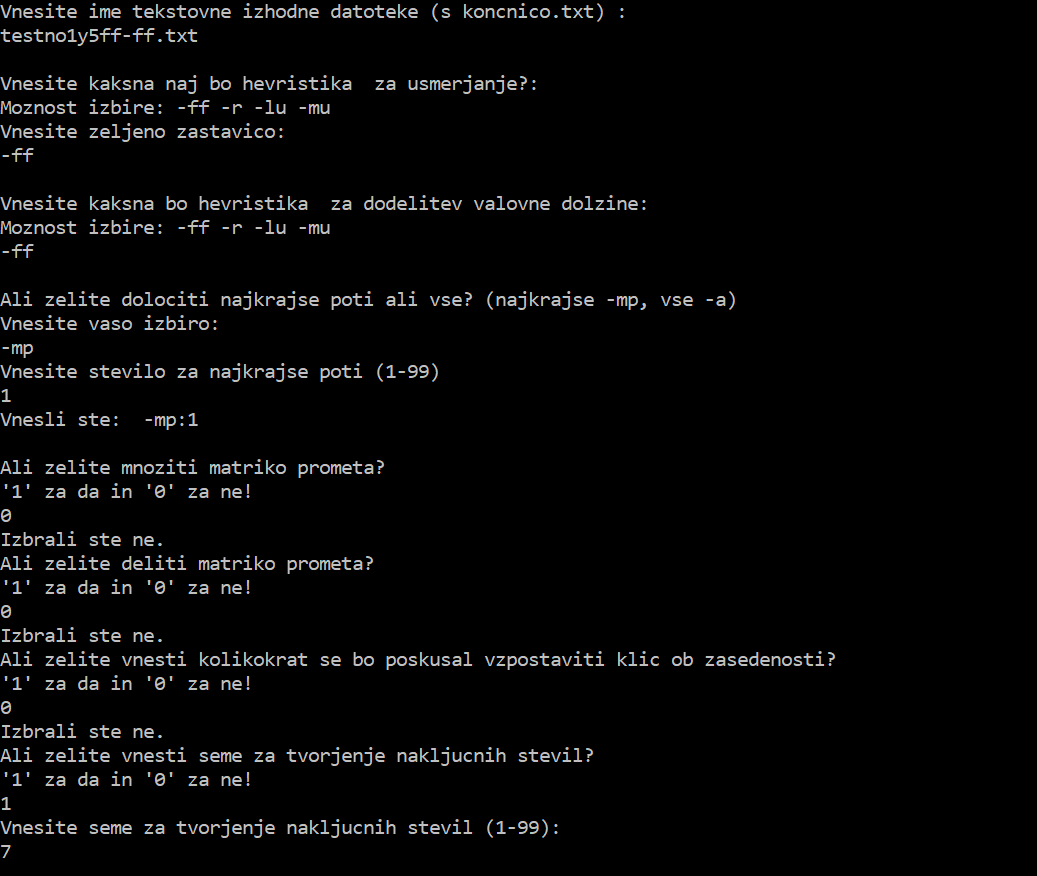 Vnesite ime tekstovne izhodne datoteke (s koncnico.txt) :
testno1y5ff-ff.txt
Vnesite kaksna naj bo hevristika  za usmerjanje?:
Moznost izbire: -ff -r -lu -mu
Vnesite zeljeno zastavico:
-ff
Vnesite kaksna bo hevristika  za dodelitev valovne dolzine:
Moznost izbire: -ff -r -lu -mu
-ff
Ali zelite dolociti najkrajse poti ali vse? (najkrajse -mp, vse -a)
Vnesite vaso izbiro:
-mp
Vnesite stevilo za najkrajse poti (1-99)
1
Vnesli ste:  -mp:1
Ali zelite mnoziti matriko prometa?
'1' za da in '0' za ne!
0
Izbrali ste ne.
Ali zelite deliti matriko prometa?
'1' za da in '0' za ne!
0
Izbrali ste ne.
Ali zelite vnesti kolikokrat se bo poskusal vzpostaviti klic ob zasedenosti?
'1' za da in '0' za ne!
0
Izbrali ste ne.
Ali zelite vnesti seme za tvorjenje nakljucnih stevil?
'1' za da in '0' za ne!
1
Vnesite seme za tvorjenje nakljucnih stevil (1-99):
7